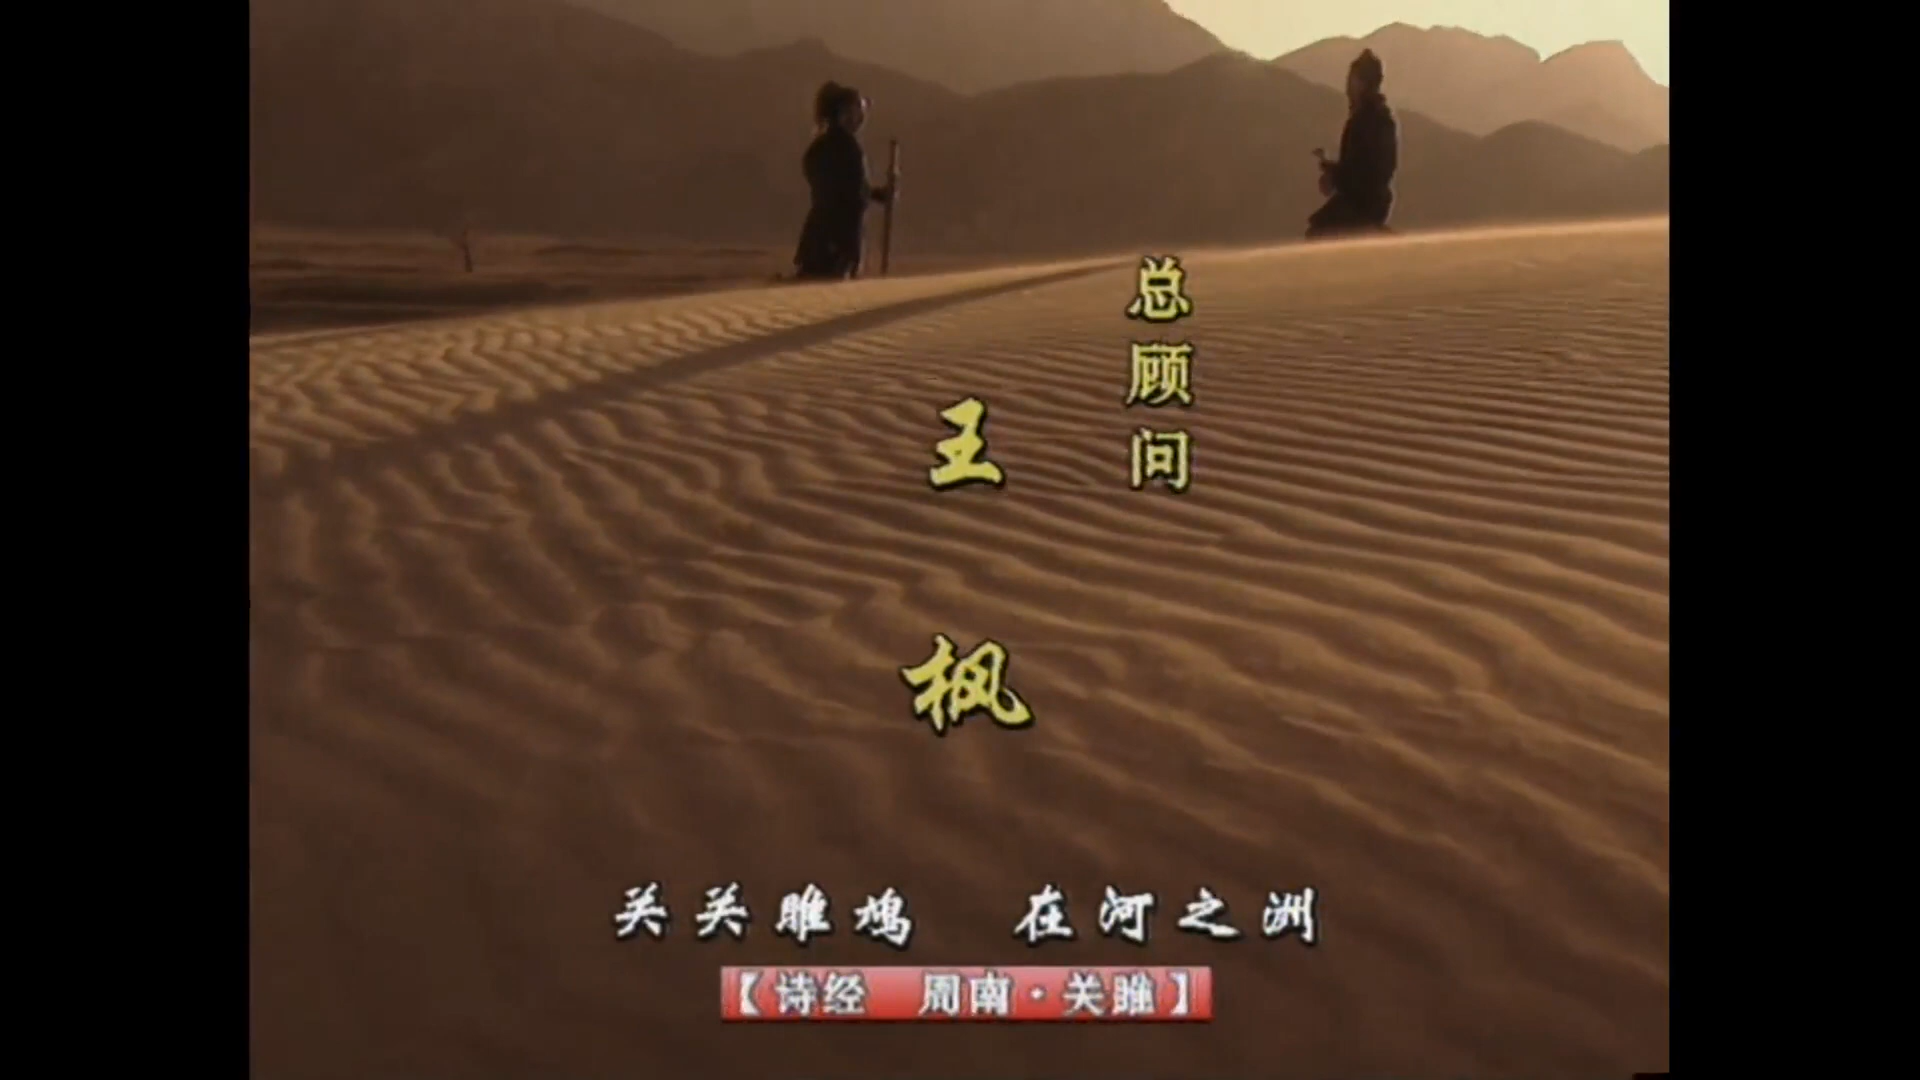 总顾问
王枫
关关雎鸠 在河之洲
【诗经 周南·关雎】